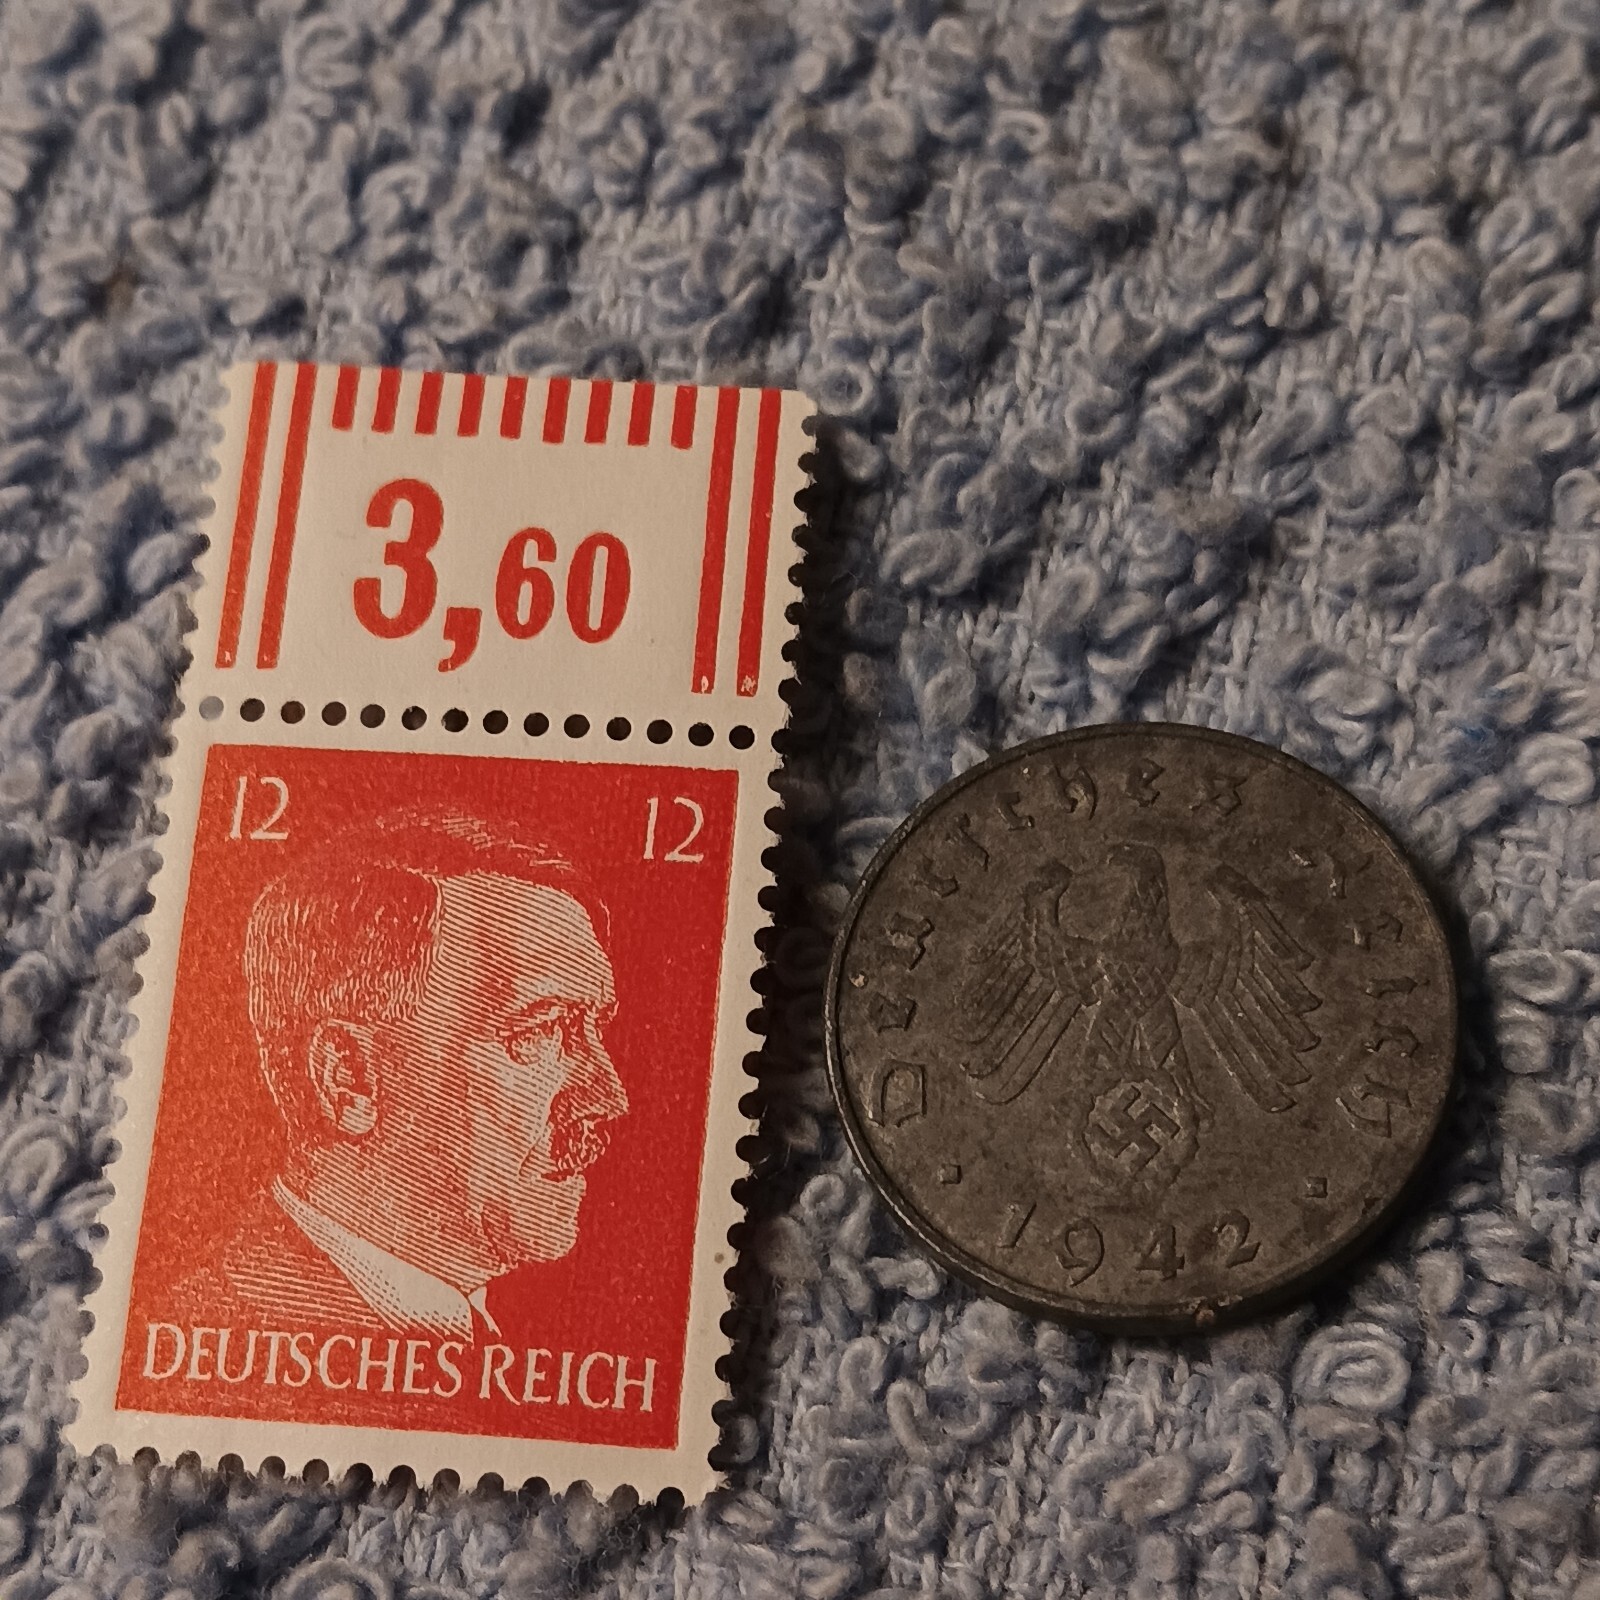 3,60
12 12
DEUTSCHES REICH
Deutsches Reich
1942